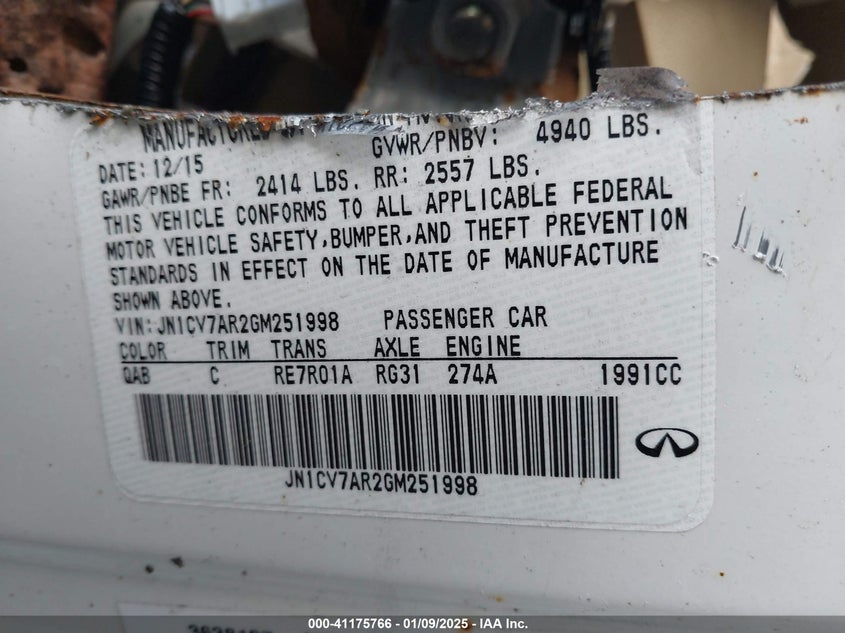 MANUFACTURED
GVWR/PNBV: 4940 LBS.
DATE: 12/15
GAWR/PNBE FR: 2414 LBS. RR: 2557 LBS.
THIS VEHICLE CONFORMS TO ALL APPLICABLE FEDERAL
MOTOR VEHICLE SAFETY,BUMPER,AND THEFT PREVENTION
STANDARDS IN EFFECT ON THE DATE OF MANUFACTURE
SHOWN ABOVE.
VIN:JN1CV7AR2GM251998 PASSENGER CAR
COLOR TRIM TRANS AXLE ENGINE
QAB C RE7R01A RG31 274A 1991CC
JN1CV7AR2GM251998
000-41175766 - 01/09/2025 - IAA Inc.